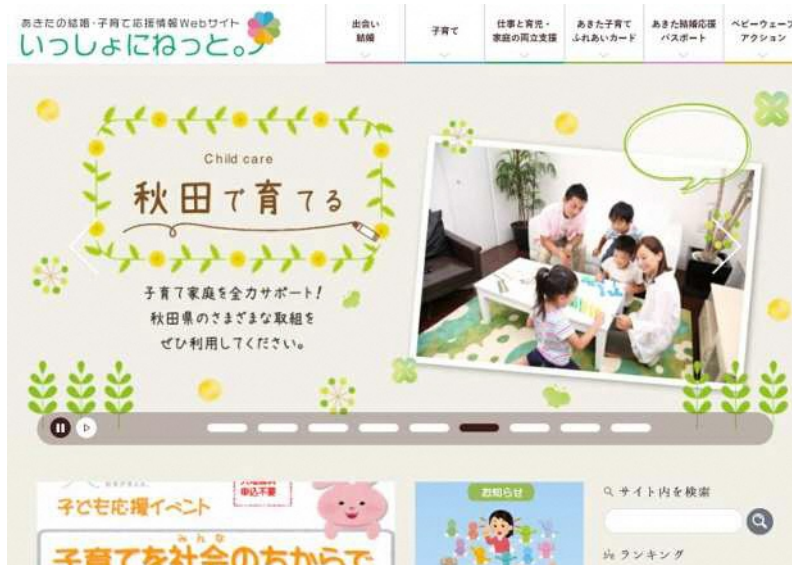 あきたの結婚・子育て応援情報Webサイト
いっしょにねっと。
出会い
結婚
子育て
仕事と育児・
家庭の両立支援
あきた子育て
ふれあいカード
あきた結婚応援
パスポート
ベビーウェーブ
アクション
Child care
秋田で育てる
子育て家庭を全力サポート!
秋田県のさまざまな取組を
ぜひ利用してください。
申込不要
子ども応援イベント
みんな
子育てを社会のちからで
お知らせ
サイト内を検索
ランキング